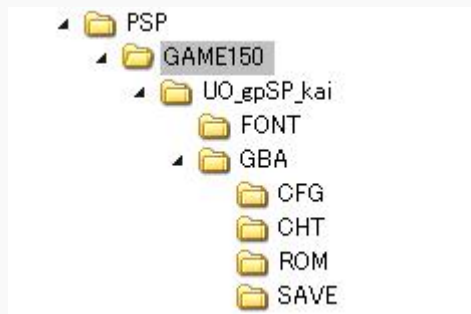 PSP
GAME150
UO_gpSP_kai
FONT
GBA
CFG
CHT
ROM
SAVE